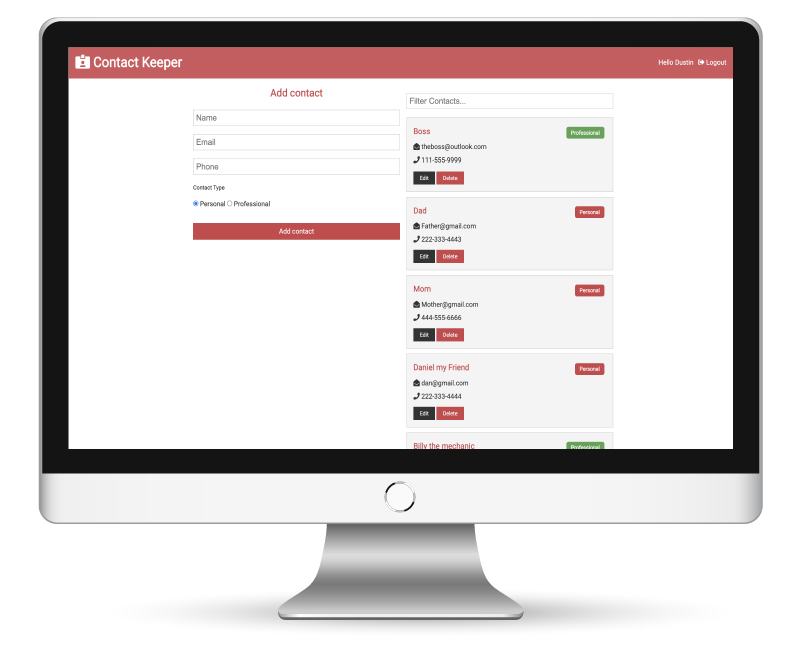 Contact Keeper
Hello Dustin Logout
Add contact
Name
Email
Phone
Contact Type
Personal Professional
Add contact
Filter Contacts...
Boss Professional
theboss@outlook.com
111-555-9999
Edit Delete
Dad Personal
Father@gmail.com
222-333-4443
Edit Delete
Mom Personal
Mother@gmail.com
444-555-6666
Edit Delete
Daniel my Friend Personal
dan@gmail.com
222-333-4444
Edit Delete
Billy the mechanic Professional